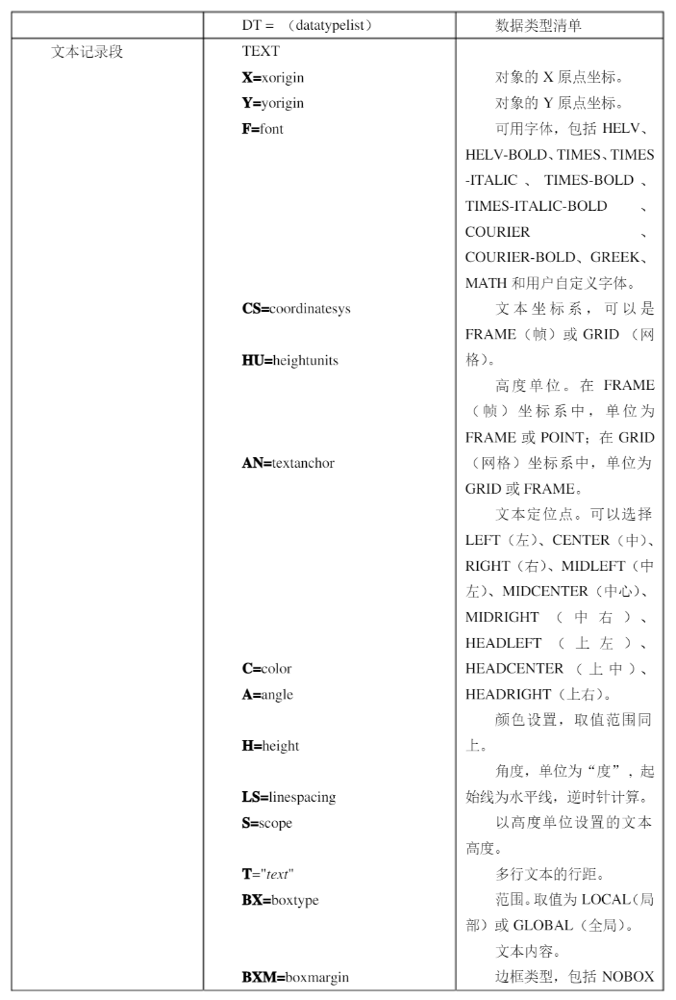 DT = （datatypelist）
数据类型清单
文本记录段
TEXT
X=xorigin
对象的 X 原点坐标。
Y=yorigin
对象的 Y 原点坐标。
F=font
可用字体，包括 HELV、
HELV-BOLD、TIMES、TIMES
-ITALIC 、 TIMES-BOLD 、
TIMES-ITALIC-BOLD 、
COURIER 、
COURIER-BOLD、GREEK、
MATH 和用户自定义字体。
CS=coordinatesys
文本坐标系，可以是
FRAME（帧）或 GRID （网
HU=heightunits
格）。
高度单位。在 FRAME
（帧）坐标系中，单位为
FRAME 或 POINT；在 GRID
AN=textanchor
（网格）坐标系中，单位为
GRID 或 FRAME。
文本定位点。可以选择
LEFT（左）、CENTER（中）、
RIGHT（右）、MIDLEFT（中
左）、MIDCENTER（中心）、
MIDRIGHT （ 中 右 ）、
HEADLEFT （ 上 左 ）、
C=color
HEADCENTER（上中）、
A=angle
HEADRIGHT（上右）。
颜色设置，取值范围同
H=height
上。
角度，单位为“度”, 起
LS=linespacing
始线为水平线，逆时针计算。
S=scope
以高度单位设置的文本
高度。
T="text"
多行文本的行距。
BX=boxtype
范围。取值为 LOCAL（局
部）或 GLOBAL（全局）。
文本内容。
BXM=boxmargin
边框类型，包括 NOBOX